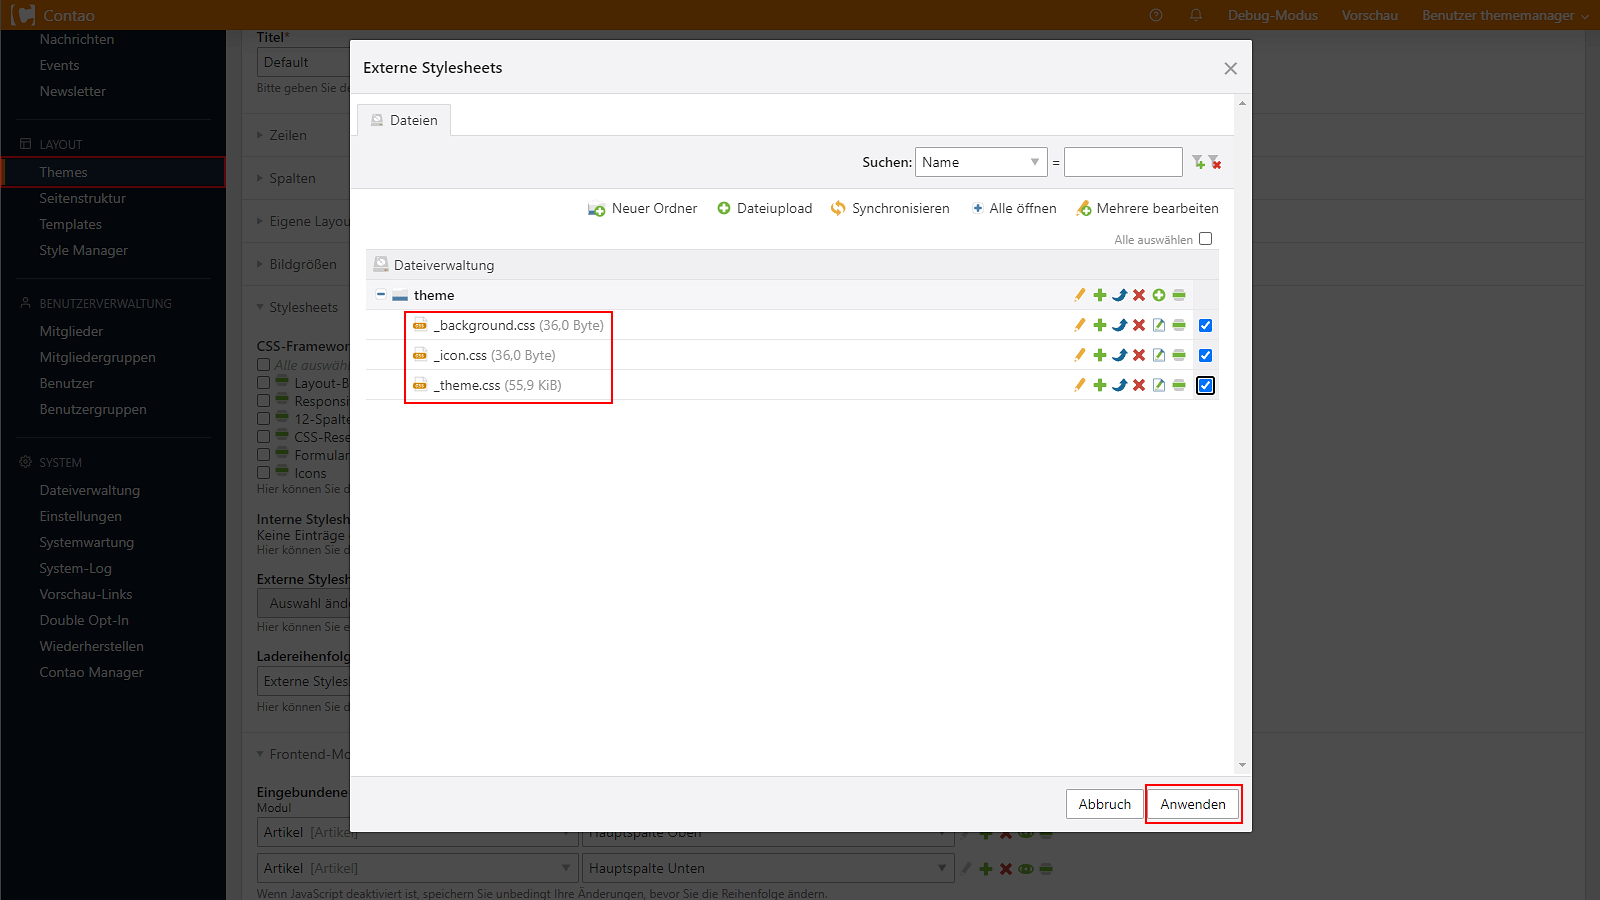 Contao
Debug-Modus
Vorschau
Benutzer thememanager
Nachrichten
Events
Newsletter
LAYOUT
Themes
Seitenstruktur
Templates
Style Manager
BENUTZERVERWALTUNG
Mitglieder
Mitgliedergruppen
Benutzer
Benutzergruppen
SYSTEM
Dateiverwaltung
Einstellungen
Systemwartung
System-Log
Vorschau-Links
Double Opt-In
Wiederherstellen
Contao Manager
Titel*
Default
Bitte geben Sie de
Zeilen
Spalten
Eigene Layou
Bildgrößen
Stylesheets
CSS-Framewor
Alle auswähl
Layout-B
Responsi
12-Spalte
CSS-Rese
Formular
Icons
Hier können Sie d
Interne Stylesh
Keine Einträge
Hier können Sie d
Externe Stylesh
Auswahl ände
Hier können Sie e
Ladereihenfolg
Externe Styles
Hier können Sie d
Frontend-Mo
Eingebundene
Modul
Artikel [Artikel]
Hauptspalte Oben
Artikel [Artikel]
Hauptspalte Unten
Wenn JavaScript deaktiviert ist, speichern Sie unbedingt Ihre Änderungen, bevor Sie die Reihenfolge ändern.
Externe Stylesheets
Dateien
Suchen: Name =
Neuer Ordner
Dateiupload
Synchronisieren
Alle öffnen
Mehrere bearbeiten
Alle auswählen
Dateiverwaltung
theme
_background.css (36,0 Byte)
_icon.css (36,0 Byte)
_theme.css (55,9 KiB)
Abbruch
Anwenden